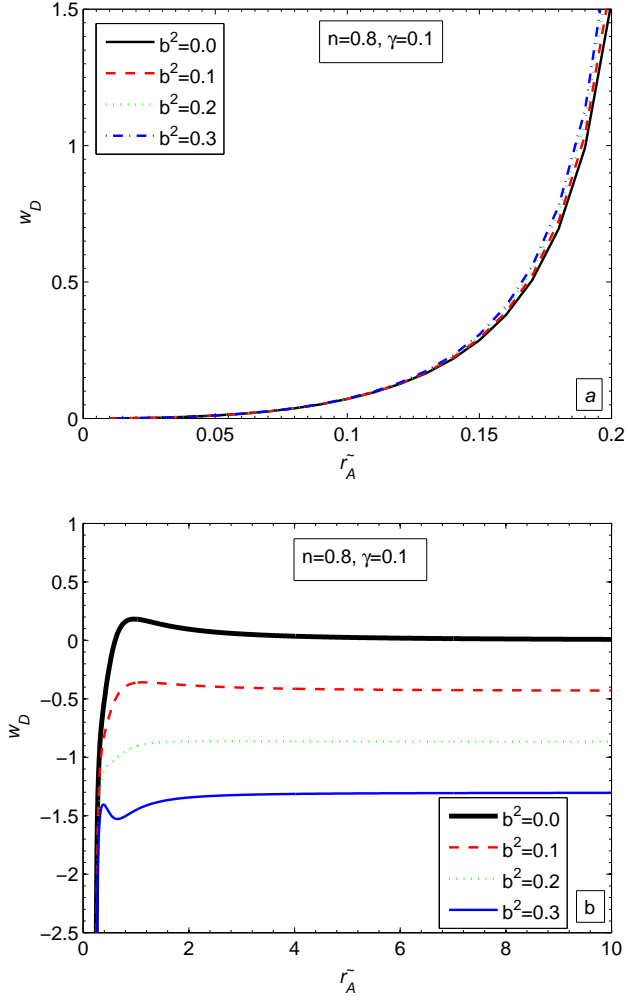 1.5
1
0.5
0
w_D
b²=0.0
b²=0.1
b²=0.2
b²=0.3
n=0.8, γ=0.1
a
0 0.05 0.1 0.15 0.2
r̃_A
1
0.5
0
−0.5
−1
−1.5
−2
−2.5
w_D
n=0.8, γ=0.1
b²=0.0
b²=0.1
b²=0.2
b²=0.3
b
0 2 4 6 8 10
r̃_A